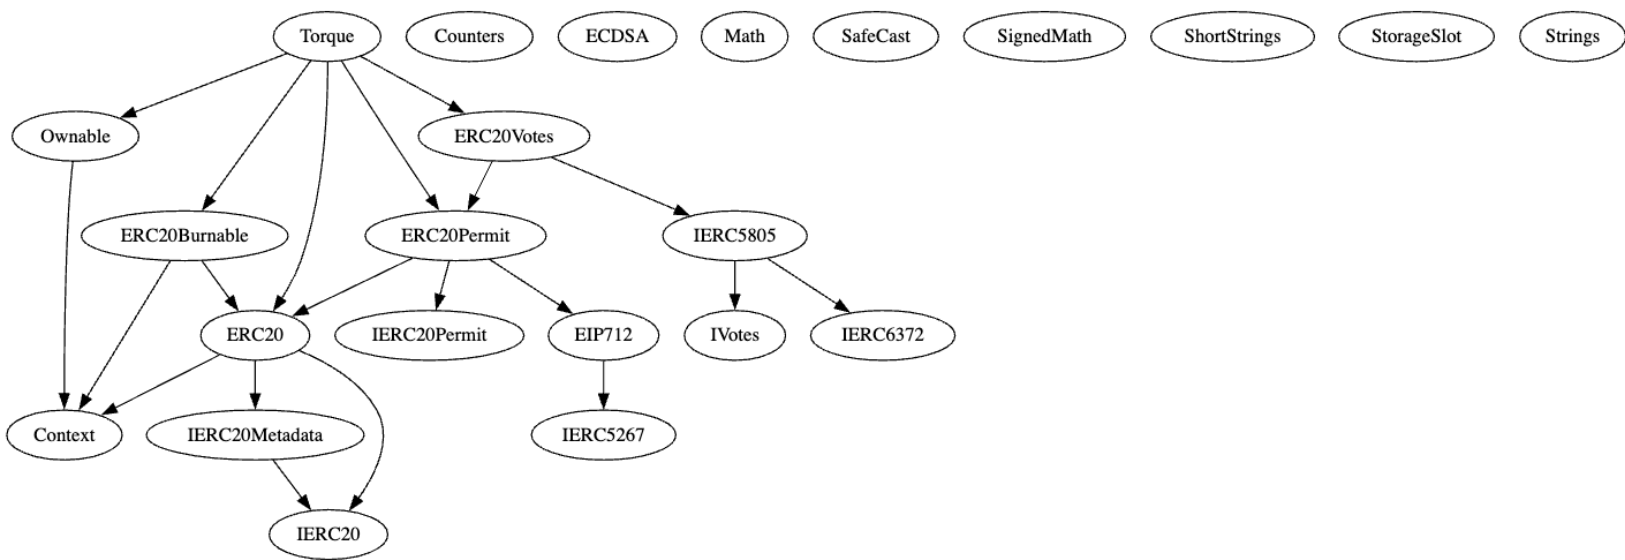 Torque
Counters
ECDSA
Math
SafeCast
SignedMath
ShortStrings
StorageSlot
Strings
Ownable
ERC20Votes
ERC20Burnable
ERC20Permit
IERC5805
ERC20
IERC20Permit
EIP712
IVotes
IERC6372
Context
IERC20Metadata
IERC5267
IERC20